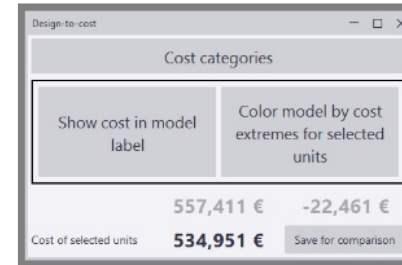 Design-to-cost
Cost categories
Show cost in model
label
Color model by cost
extremes for selected
units
557,411 € -22,461 €
Cost of selected units 534,951 € Save for comparison